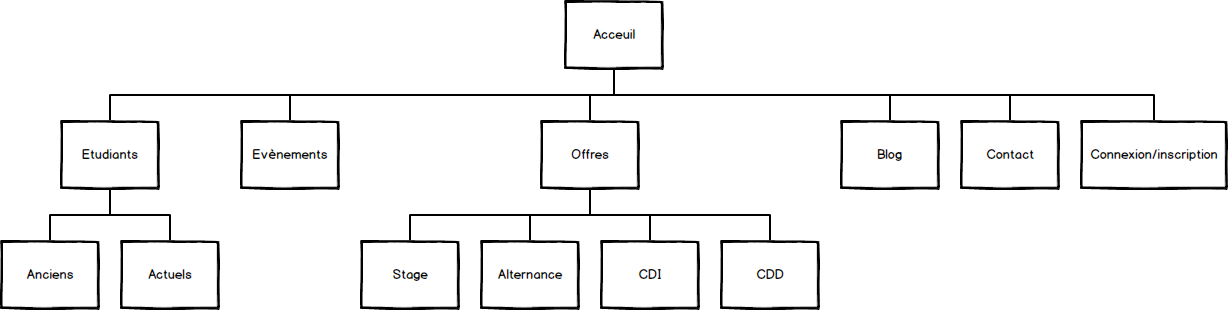 Acceuil
Etudiants
Evènements
Offres
Blog
Contact
Connexion/inscription
Anciens
Actuels
Stage
Alternance
CDI
CDD